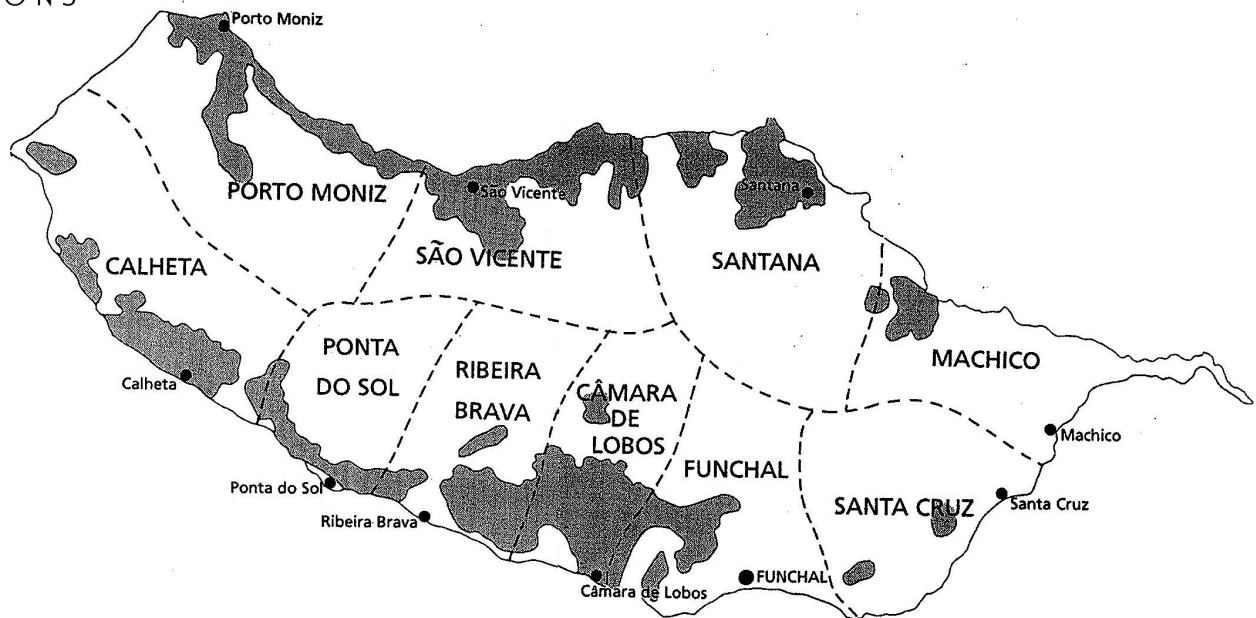 O N S
Porto Moniz
PORTO MONIZ
São Vicente
SÃO VICENTE
Santana
SANTANA
CALHETA
Calheta
PONTA
DO SOL
Ponta do Sol
RIBEIRA
BRAVA
Ribeira Brava
CÂMARA
DE
LOBOS
Câmara de Lobos
FUNCHAL
FUNCHAL
MACHICO
Machico
SANTA CRUZ
Santa Cruz